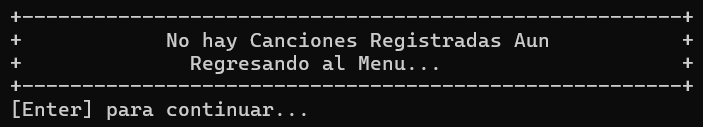 +-------------------------------------------------------+
+            No hay Canciones Registradas Aun           +
+              Regresando al Menu...                    +
+-------------------------------------------------------+
[Enter] para continuar...